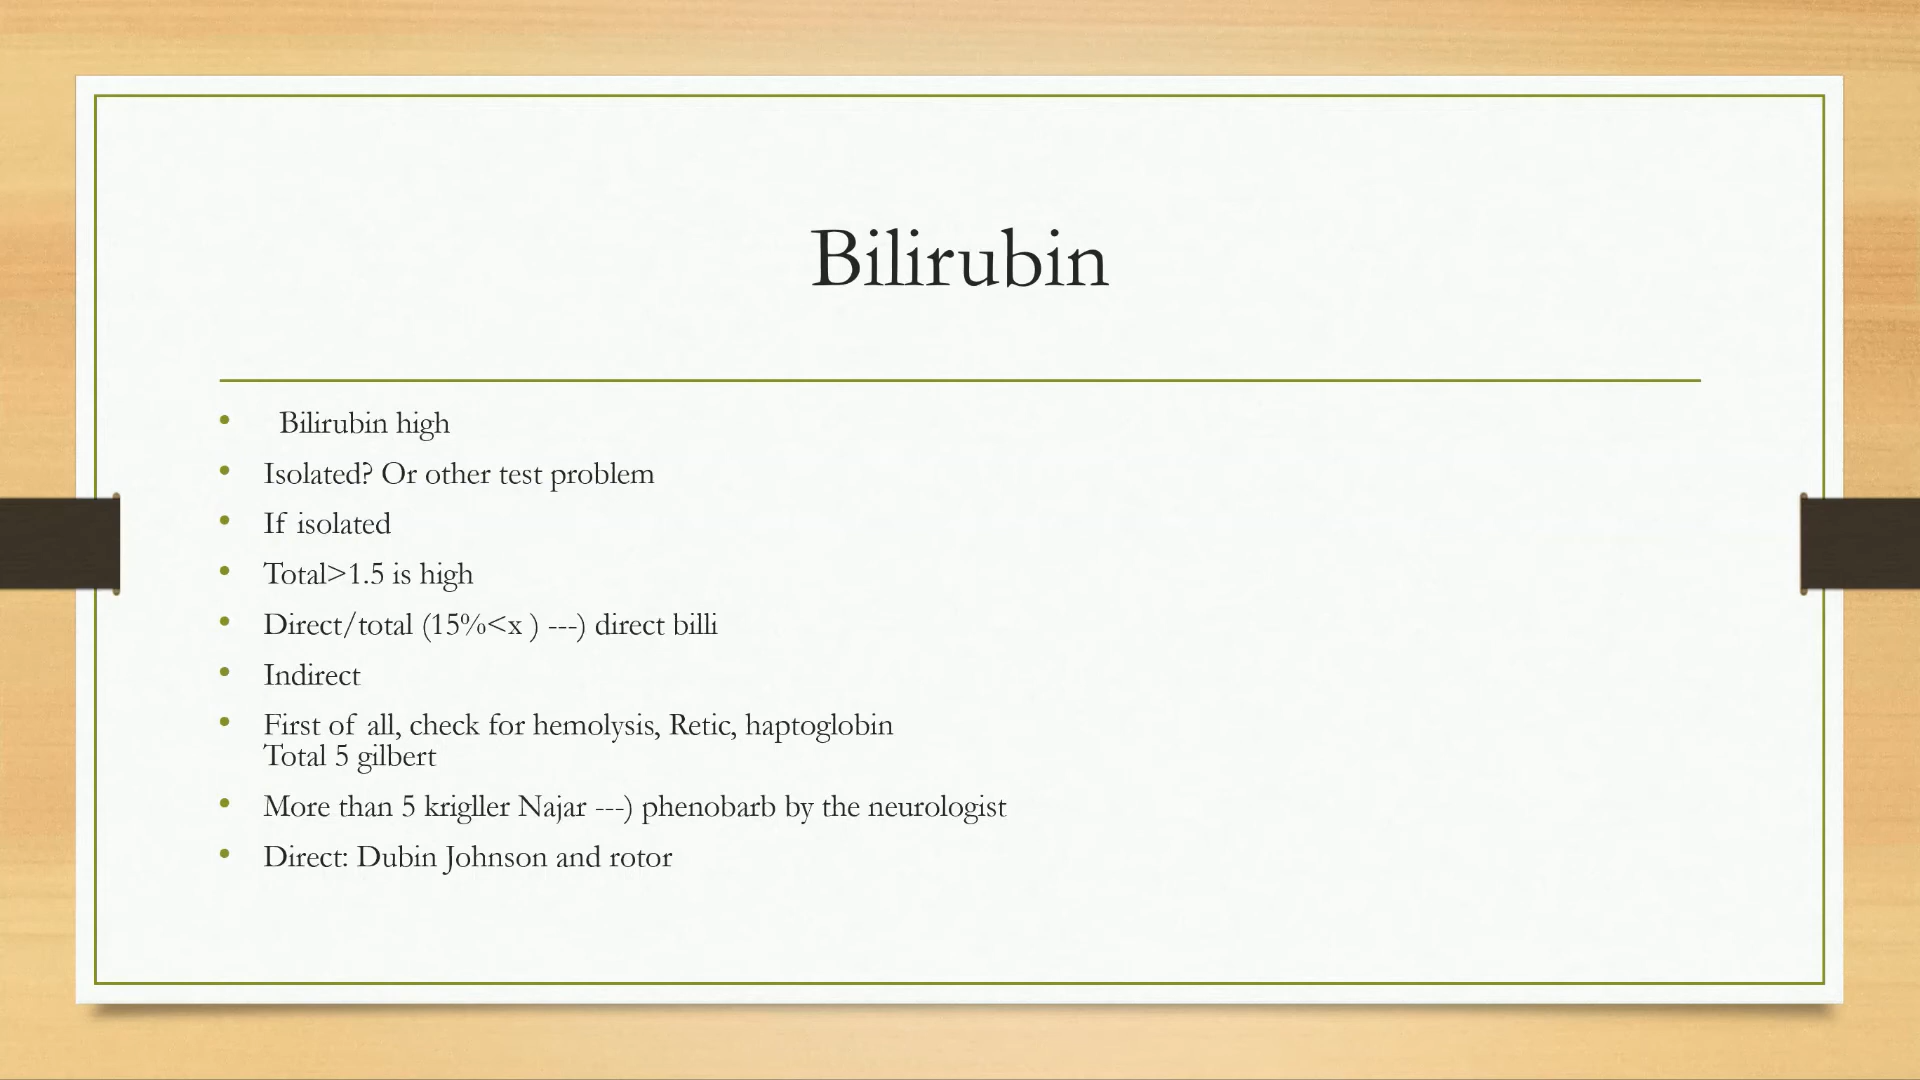 Bilirubin
Bilirubin high
Isolated? Or other test problem
If isolated
Total>1.5 is high
Direct/total (15%<x ) ---) direct billi
Indirect
First of all, check for hemolysis, Retic, haptoglobin
Total 5 gilbert
More than 5 krigller Najar ---) phenobarb by the neurologist
Direct: Dubin Johnson and rotor